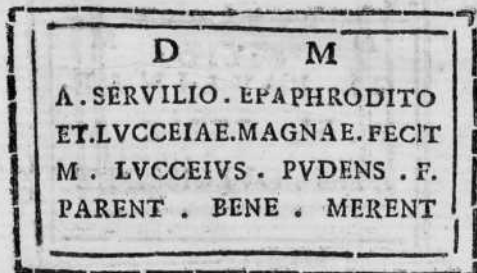 D M
A. SERVILIO. EPAPHRODITO
ET. LVCCEIAE. MAGNAE. FECIT
M. LVCCEIVS. PVDENS. F.
PARENT. BENE. MERENT